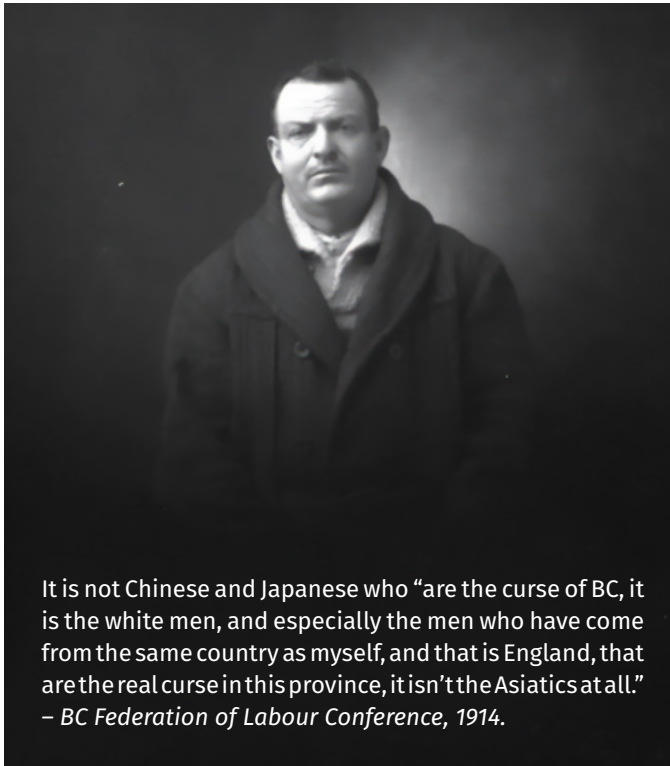 It is not Chinese and Japanese who “are the curse of BC, it
is the white men, and especially the men who have come
from the same country as myself, and that is England, that
are the real curse in this province, it isn’t the Asiatics at all.”
– BC Federation of Labour Conference, 1914.